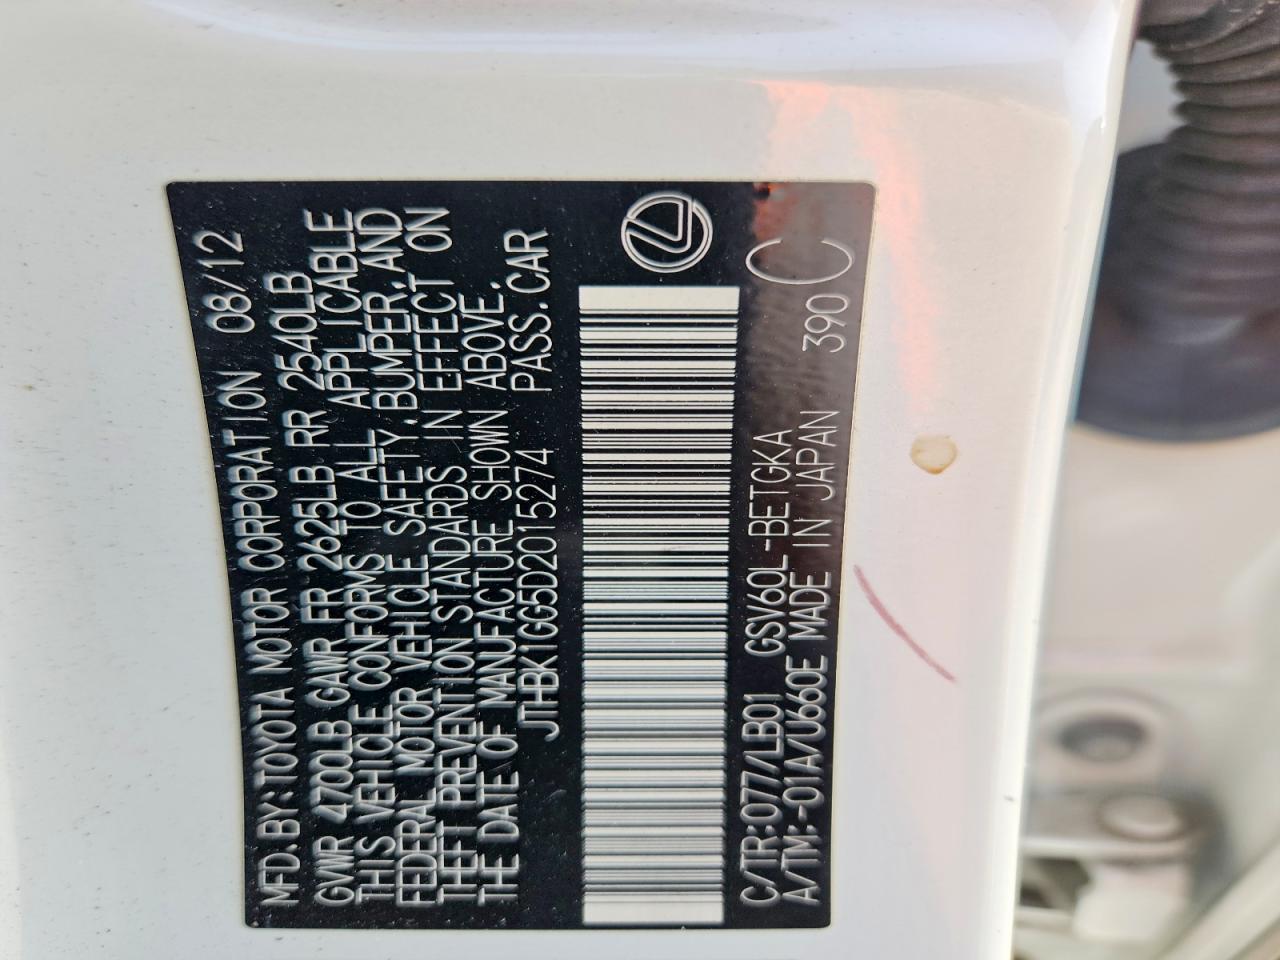 MFD. BY: TOYOTA MOTOR CORPORATION 08/12
GVWR 4700LB GAWR FR 2625LB RR 2540LB
THIS VEHICLE CONFORMS TO ALL APPLICABLE
FEDERAL MOTOR VEHICLE SAFETY, BUMPER, AND
THEFT PREVENTION STANDARDS IN EFFECT ON
THE DATE OF MANUFACTURE SHOWN ABOVE.
JTHBK1GG5D2015274 PASS. CAR
C/TR:077/LB01 GSV60L-BETGKA
A/TM:-01A/U660E MADE IN JAPAN 390 C